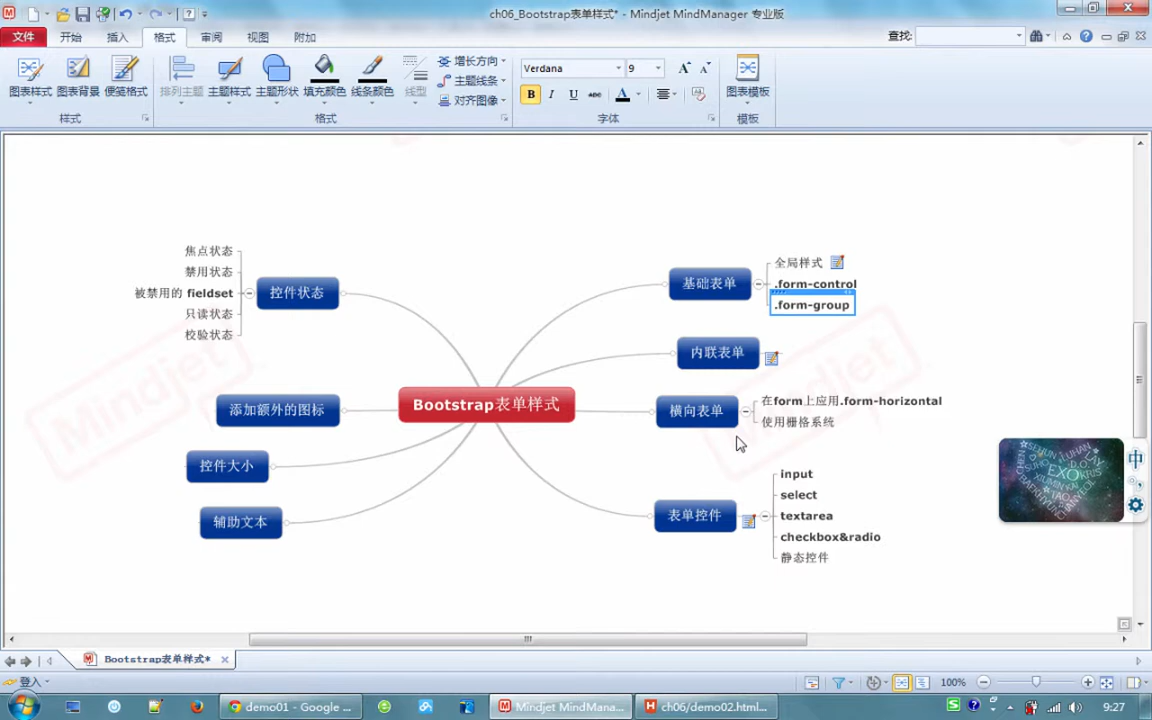 ch06_Bootstrap表单样式* - Mindjet MindManager 专业版
文件 开始 插入 格式 审阅 视图 附加 查找:
图表样式 图表背景 便笺格式 排列主题 主题样式 主题形状 填充颜色 线条颜色 线型
增长方向
主题线条
对齐图像
Verdana 9
B I U abc A
图表模板
样式 格式 字体 模板
焦点状态
禁用状态
被禁用的 fieldset
只读状态
校验状态
控件状态
添加额外的图标
控件大小
辅助文本
Bootstrap表单样式
基础表单
全局样式
.form-control
.form-group
内联表单
横向表单
在form上应用.form-horizontal
使用栅格系统
表单控件
input
select
textarea
checkbox&radio
静态控件
Mindjet
Mindjet
EXO
中
Bootstrap表单样式*
登入 100%
demo01 - Google ... Mindjet MindMana... ch06/demo02.html... 9:27